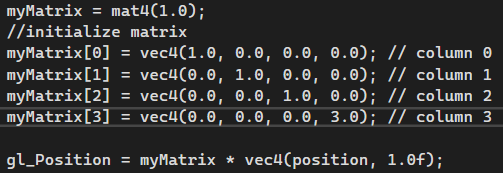 myMatrix = mat4(1.0);
//initialize matrix
myMatrix[0] = vec4(1.0, 0.0, 0.0, 0.0); // column 0
myMatrix[1] = vec4(0.0, 1.0, 0.0, 0.0); // column 1
myMatrix[2] = vec4(0.0, 0.0, 1.0, 0.0); // column 2
myMatrix[3] = vec4(0.0, 0.0, 0.0, 3.0); // column 3
gl_Position = myMatrix * vec4(position, 1.0f);